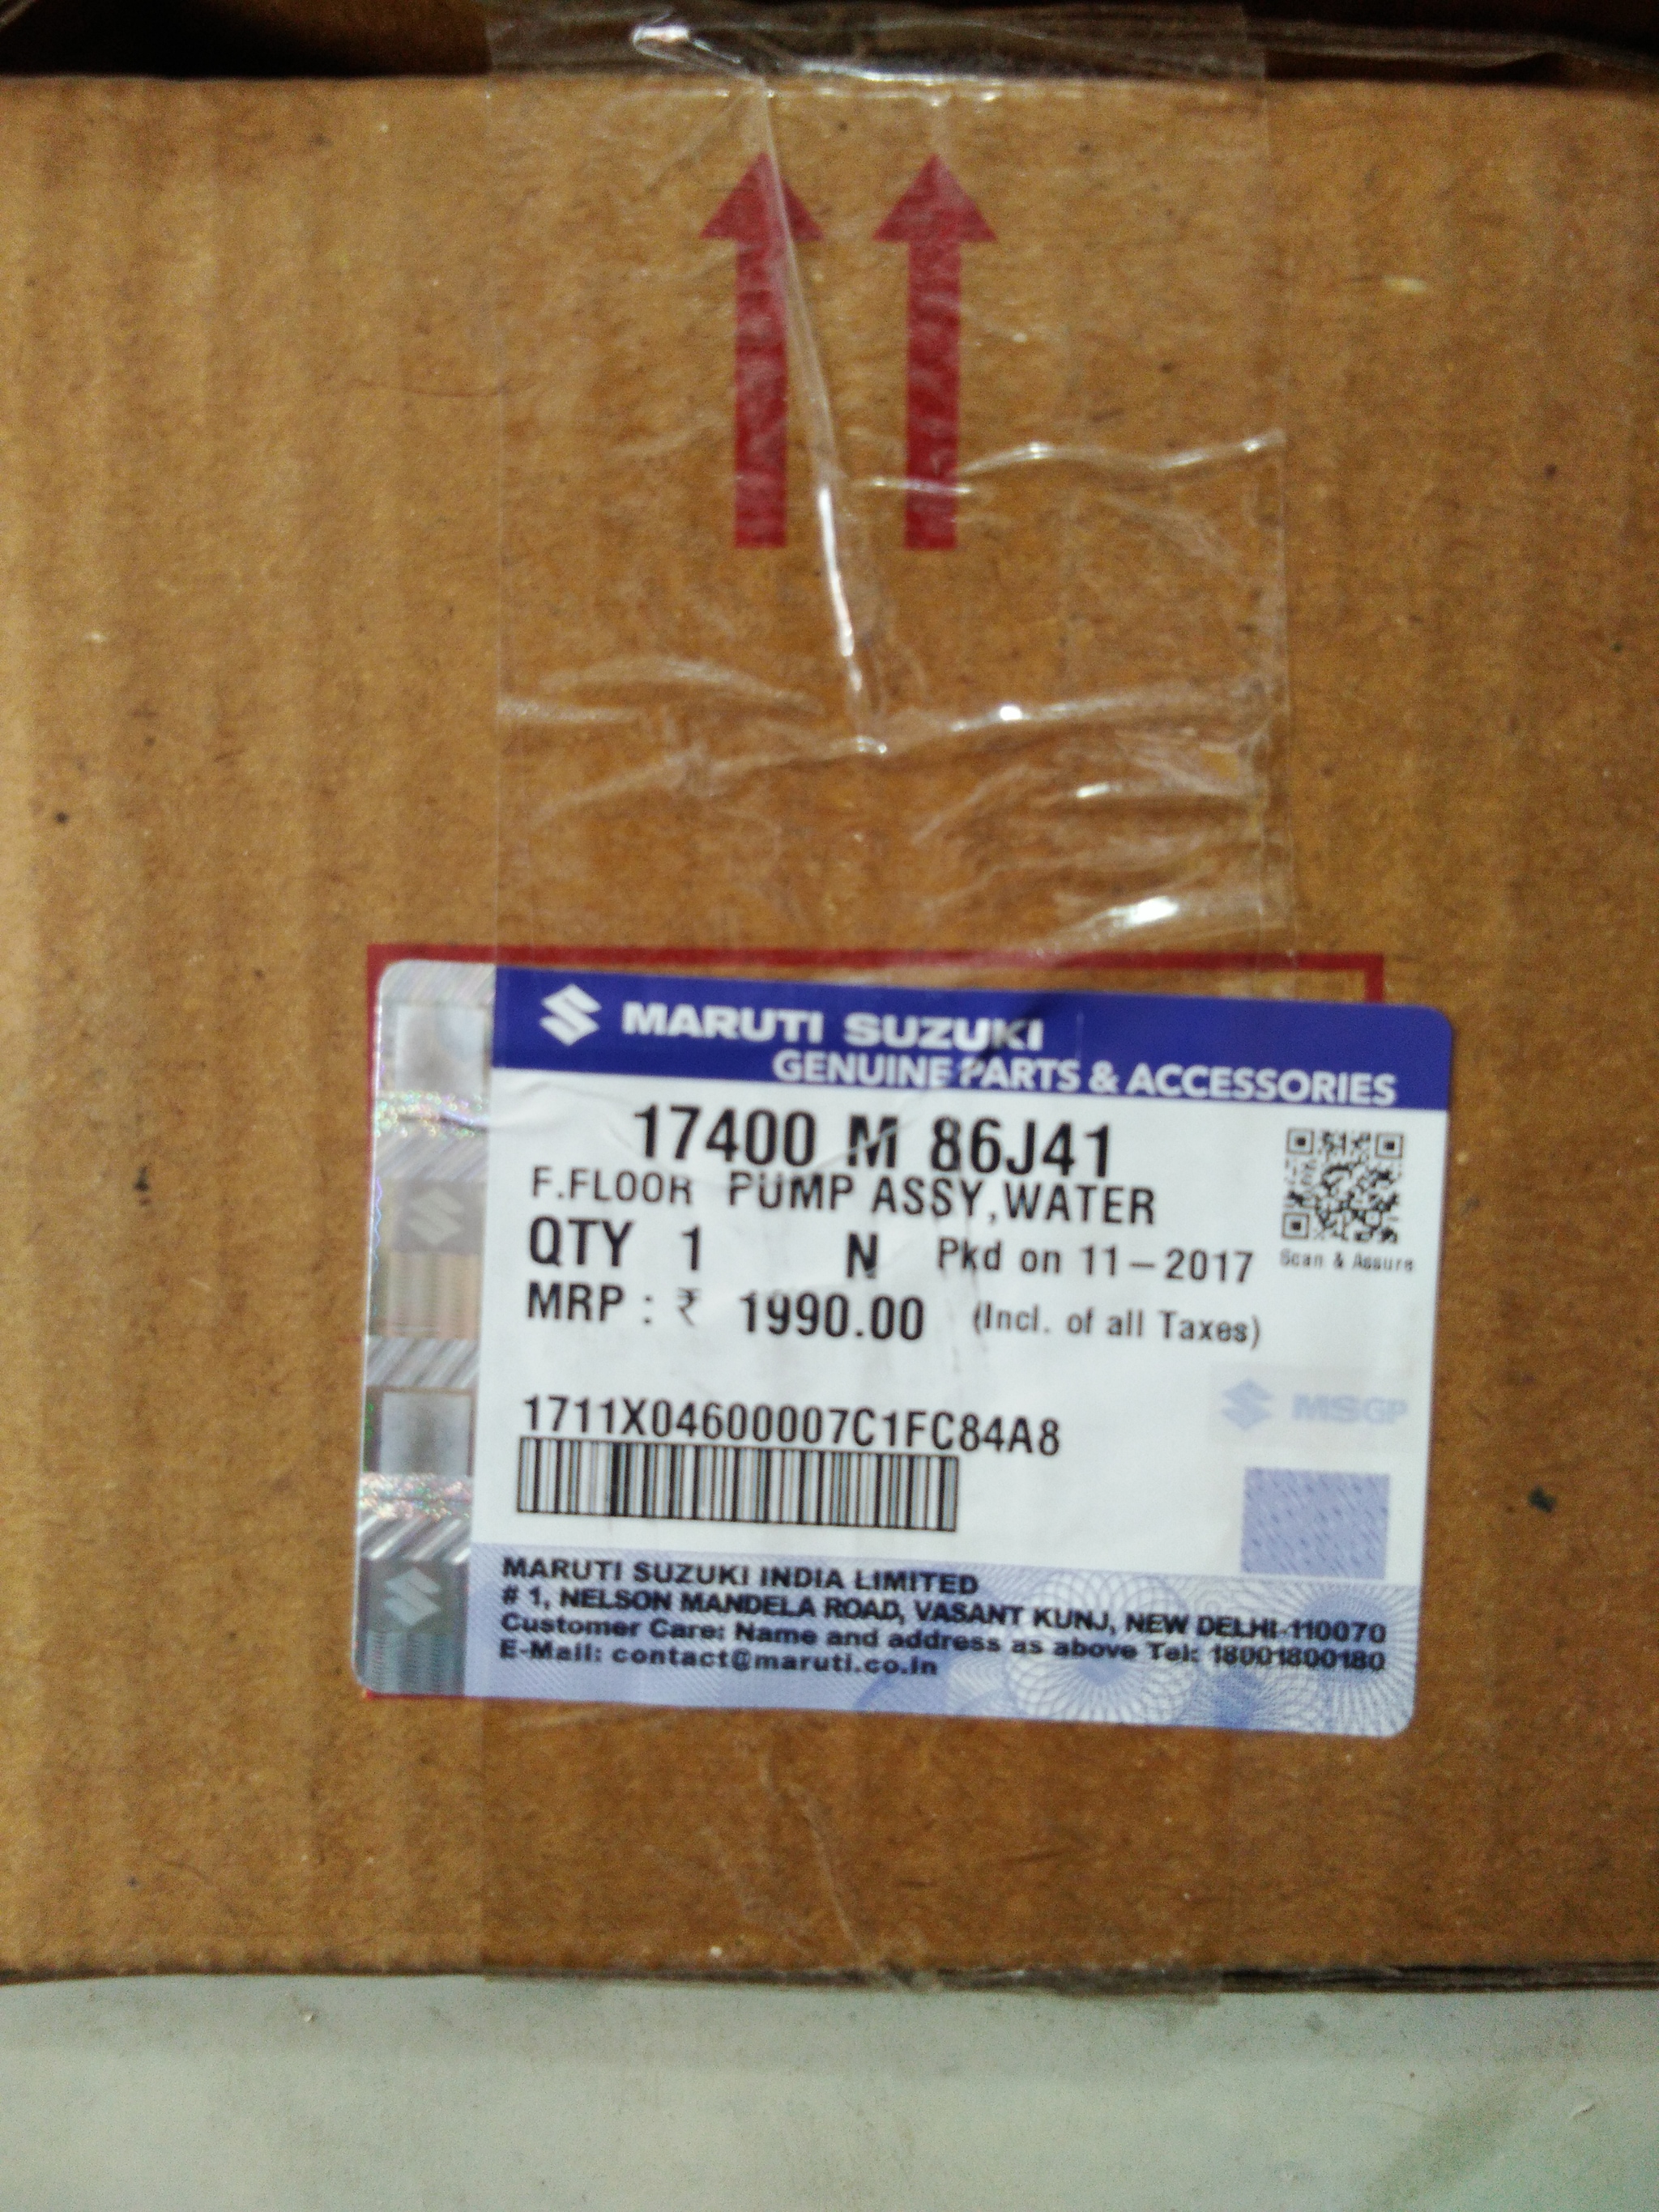 MARUTI SUZUKI
GENUINE PARTS & ACCESSORIES
17400 M 86J41
F.FLOOR PUMP ASSY,WATER
QTY 1 N Pkd on 11-2017
Scan & Assure
MRP : ₹ 1990.00 (Incl. of all Taxes)
MSGP
1711X04600007C1FC84A8
MARUTI SUZUKI INDIA LIMITED
# 1, NELSON MANDELA ROAD, VASANT KUNJ, NEW DELHI-110070
Customer Care: Name and address as above Tel: 18001800180
E-Mail: contact@maruti.co.in